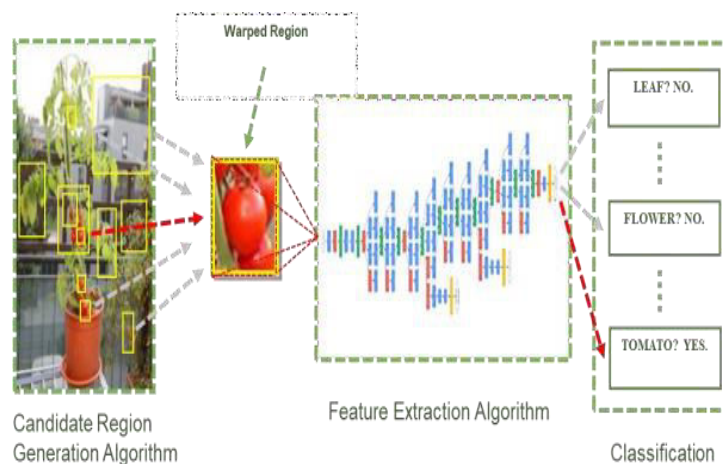 Warped Region
LEAF? NO.
FLOWER? NO.
TOMATO? YES.
Candidate Region
Generation Algorithm
Feature Extraction Algorithm
Classification